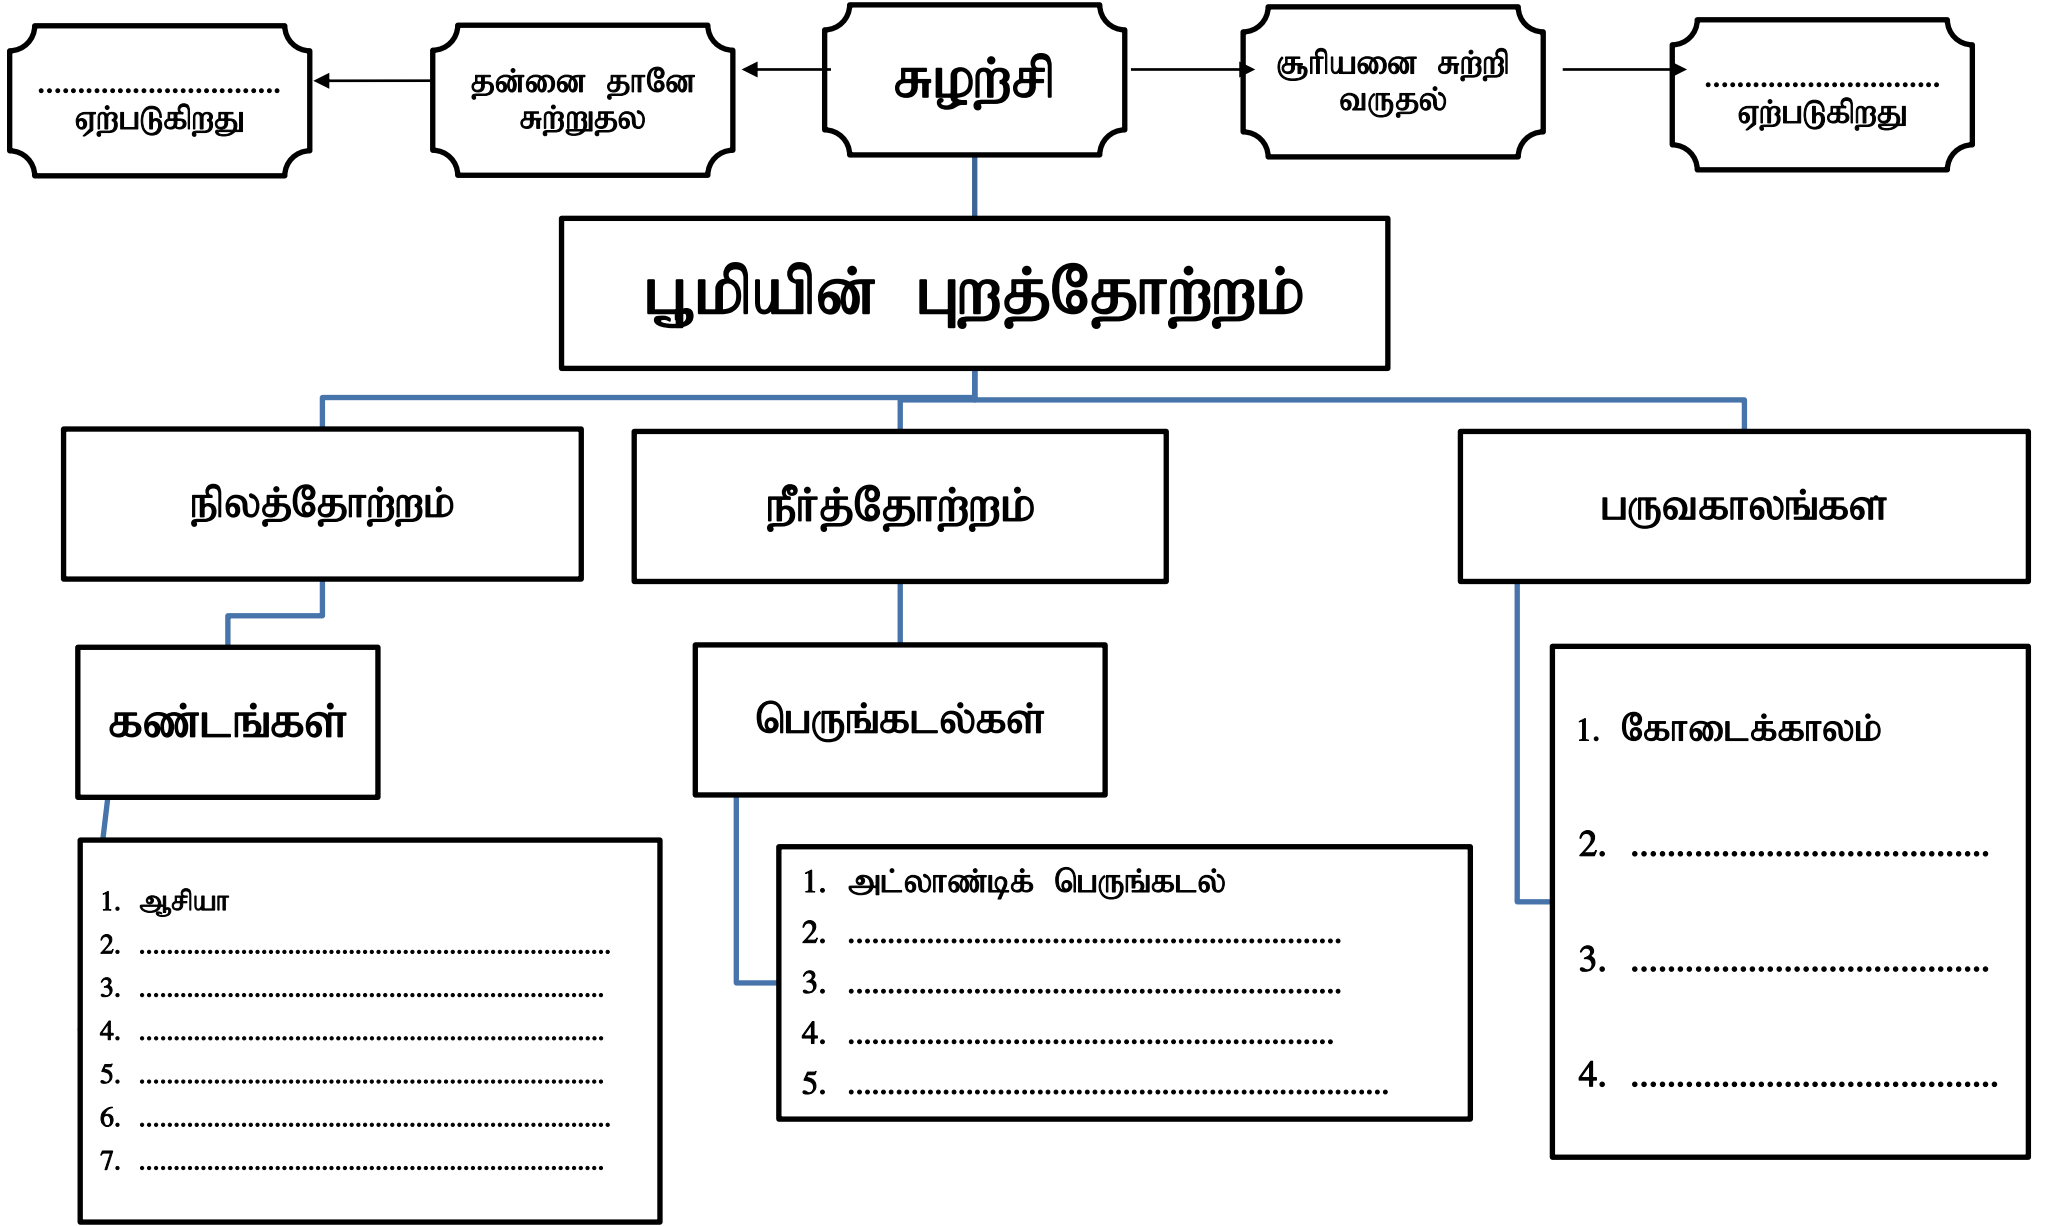 .............................
ஏற்படுகிறது
தன்னை தானே
சுற்றுதல
சுழற்சி
சூரியனை சுற்றி
வருதல்
............................
ஏற்படுகிறது
பூமியின் புறத்தோற்றம்
நிலத்தோற்றம்
நீர்த்தோற்றம்
பருவகாலங்கள
கண்டங்கள்
1. ஆசியா
2. ......................................................................
3. .....................................................................
4. .....................................................................
5. .....................................................................
6. ......................................................................
7. .....................................................................
பெருங்கடல்கள்
1. அட்லாண்டிக் பெருங்கடல்
2. ...............................................................
3. ...............................................................
4. ..............................................................
5. .....................................................................
1. கோடைக்காலம்
2. ........................................
3. ........................................
4. .........................................